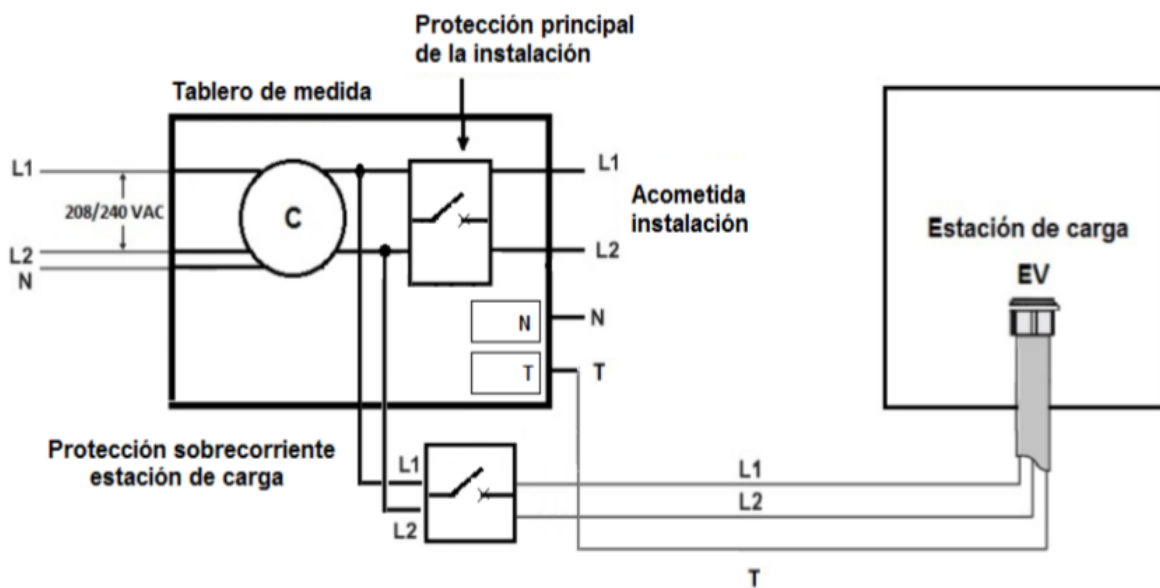 Protección principal
de la instalación
Tablero de medida
L1
208/240 VAC
L2
N
C
L1
Acometida
instalación
L2
N
N
T
T
Estación de carga
EV
Protección sobrecorriente
estación de carga
L1
L2
L1
L2
T